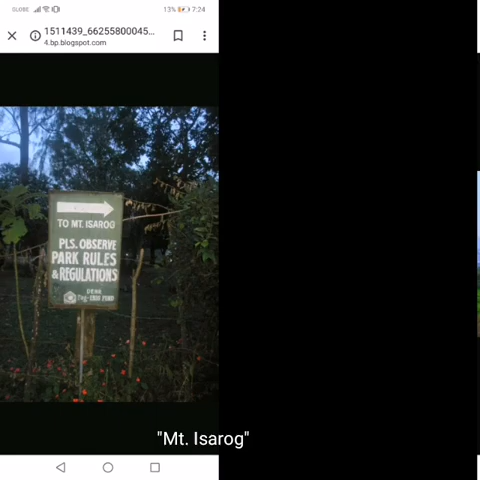 GLOBE
13%
7:24
1511439_66255800045...
4.bp.blogspot.com
TO MT. ISAROG
PLS. OBSERVE
PARK RULES
& REGULATIONS
DENR
"Mt. Isarog"